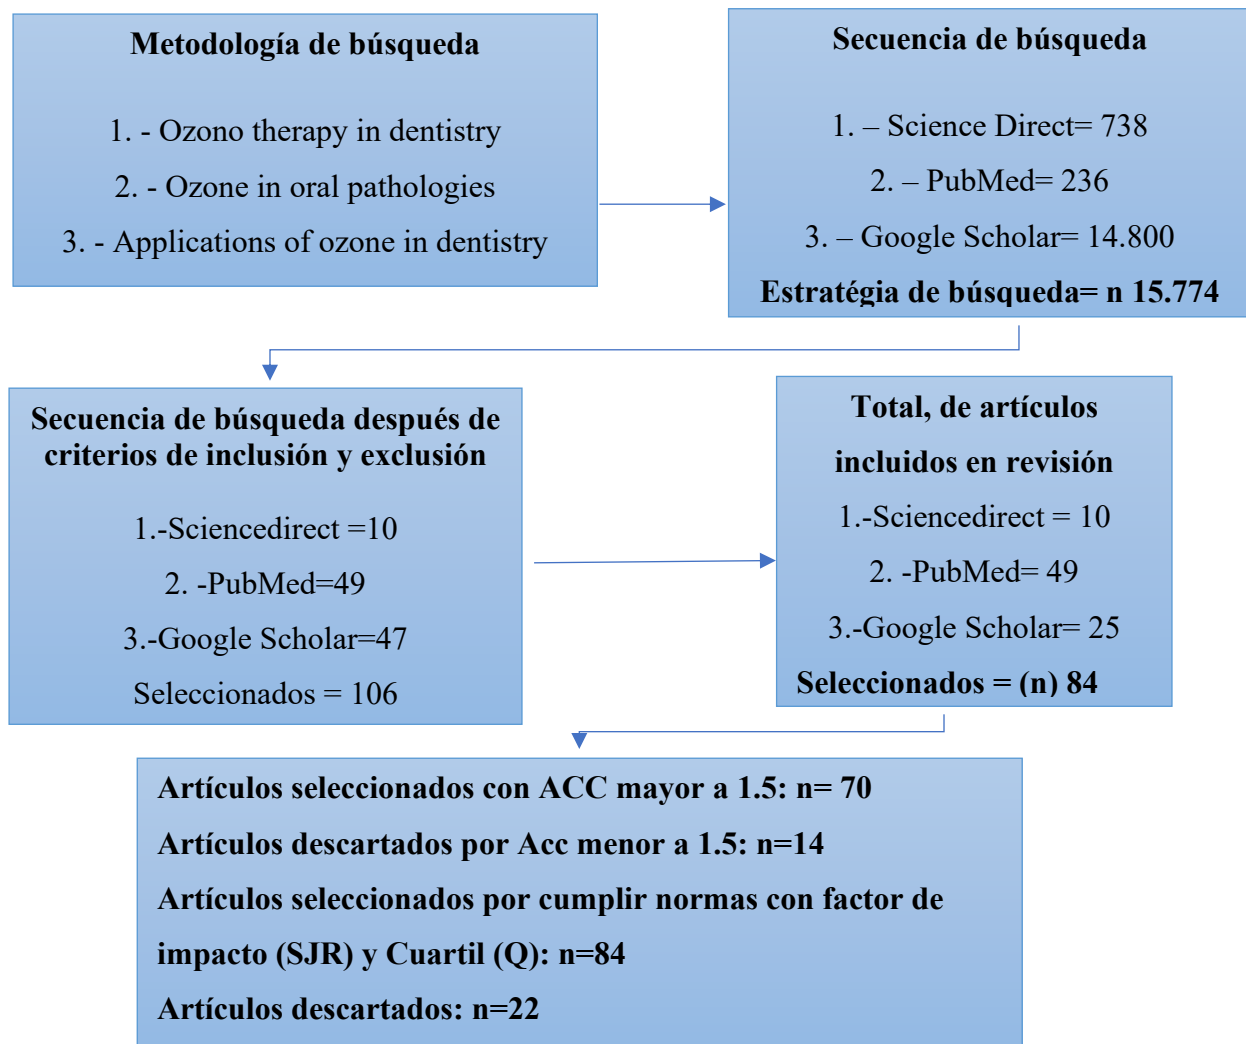 Metodología de búsqueda
1. - Ozono therapy in dentistry
2. - Ozone in oral pathologies
3. - Applications of ozone in dentistry
Secuencia de búsqueda
1. – Science Direct= 738
2. – PubMed= 236
3. – Google Scholar= 14.800
Estratégia de búsqueda= n 15.774
Secuencia de búsqueda después de
criterios de inclusión y exclusión
1.-Sciencedirect =10
2. -PubMed=49
3.-Google Scholar=47
Seleccionados = 106
Total, de artículos
incluidos en revisión
1.-Sciencedirect = 10
2. -PubMed= 49
3.-Google Scholar= 25
Seleccionados = (n) 84
Artículos seleccionados con ACC mayor a 1.5: n= 70
Artículos descartados por Acc menor a 1.5: n=14
Artículos seleccionados por cumplir normas con factor de
impacto (SJR) y Cuartil (Q): n=84
Artículos descartados: n=22